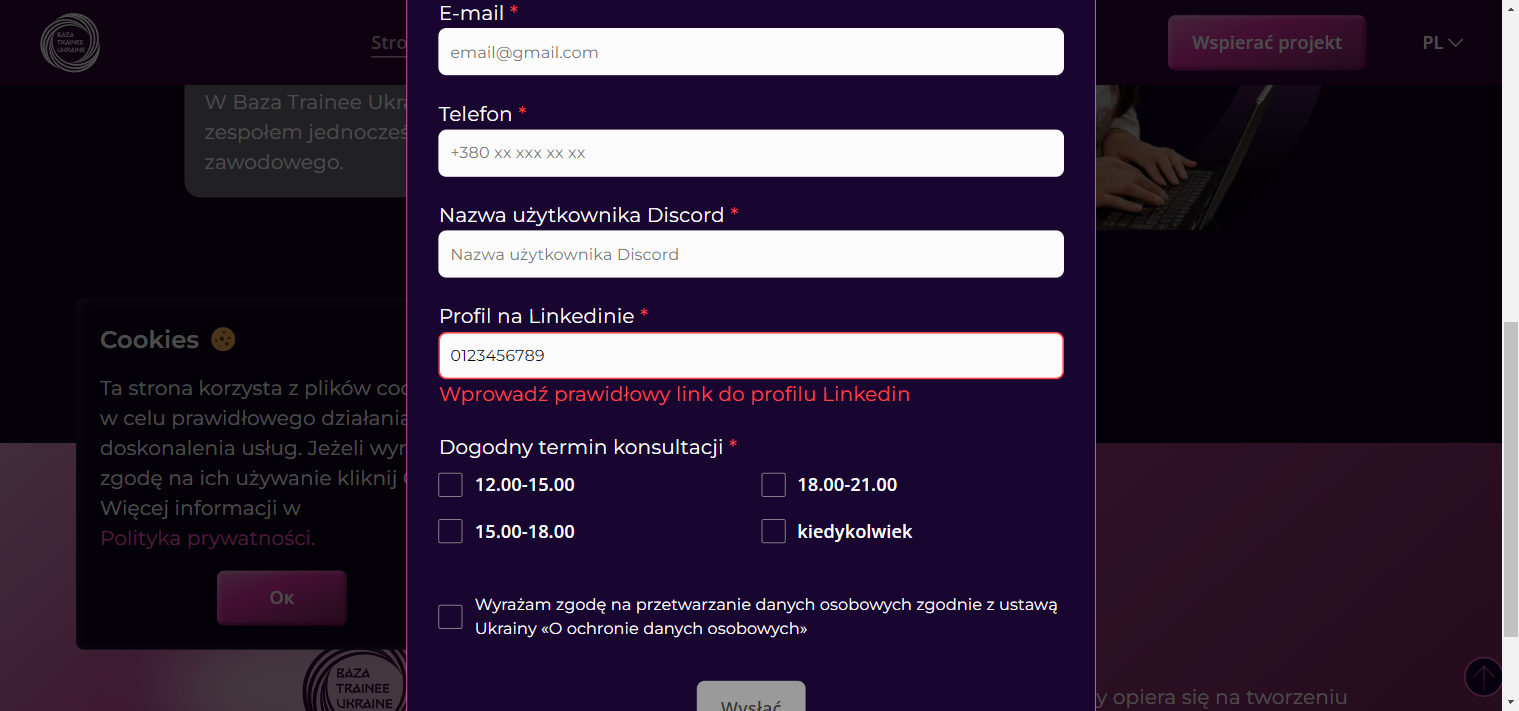 BAZA
TRAINEE
UKRAINE
Stro
Wspierać projekt
PL
E-mail *
email@gmail.com
Telefon *
+380 xx xxx xx xx
Nazwa użytkownika Discord *
Nazwa użytkownika Discord
Profil na Linkedinie *
0123456789
Wprowadź prawidłowy link do profilu Linkedin
Dogodny termin konsultacji *
12.00-15.00
18.00-21.00
15.00-18.00
kiedykolwiek
Wyrażam zgodę na przetwarzanie danych osobowych zgodnie z ustawą
Ukrainy «O ochronie danych osobowych»
Wysłać
W Baza Trainee Ukra
zespołem jednocześ
zawodowego.
Cookies
Ta strona korzysta z plików coo
w celu prawidłowego działania
doskonalenia usług. Jeżeli wyr
zgodę na ich używanie kliknij
Więcej informacji w
Polityka prywatności.
Ок
BAZA
TRAINEE
UKRAINE
y opiera się na tworzeniu